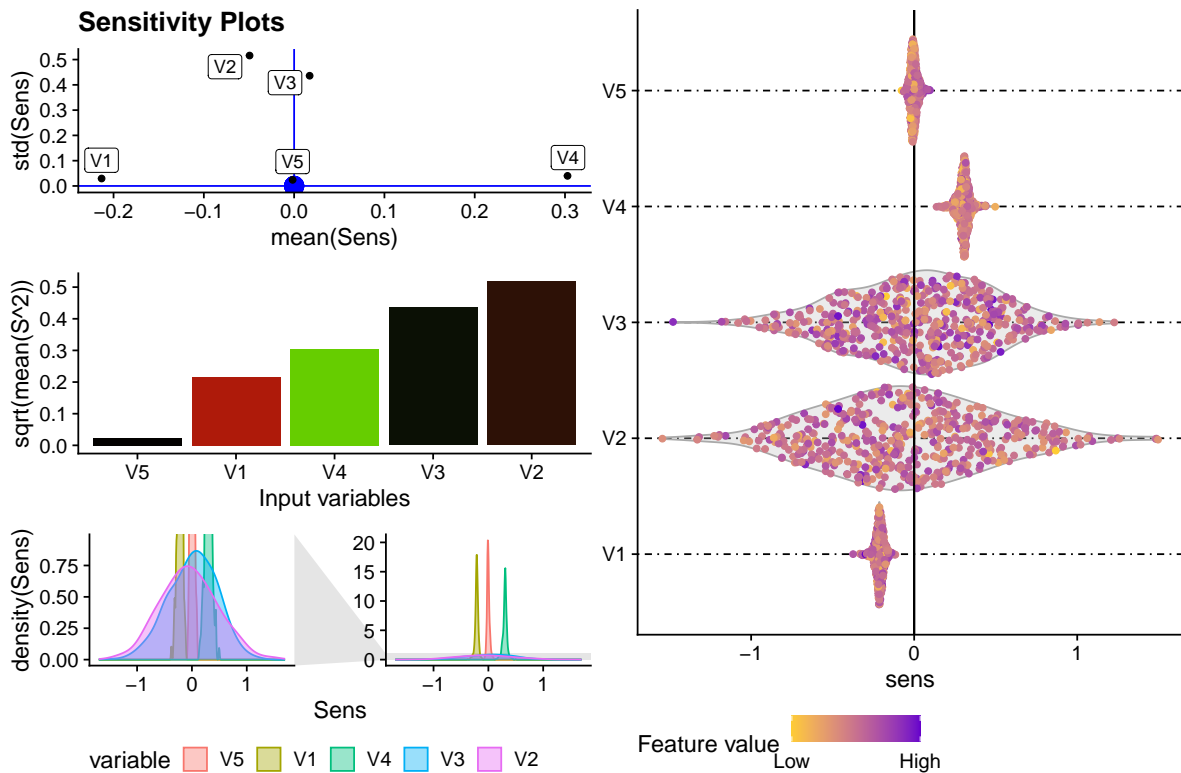 Sensitivity Plots
std(Sens)
0.5
0.4
0.3
0.2
0.1
0.0
V2
V3
V1
V5
V4
−0.2 −0.1 0.0 0.1 0.2 0.3
mean(Sens)
sqrt(mean(S^2))
0.5
0.4
0.3
0.2
0.1
0.0
V5 V1 V4 V3 V2
Input variables
density(Sens)
0.75
0.50
0.25
0.00
−1 0 1
20
15
10
5
0
−1 0 1
Sens
variable V5 V1 V4 V3 V2
V5
V4
V3
V2
V1
−1 0 1
sens
Feature value
Low High